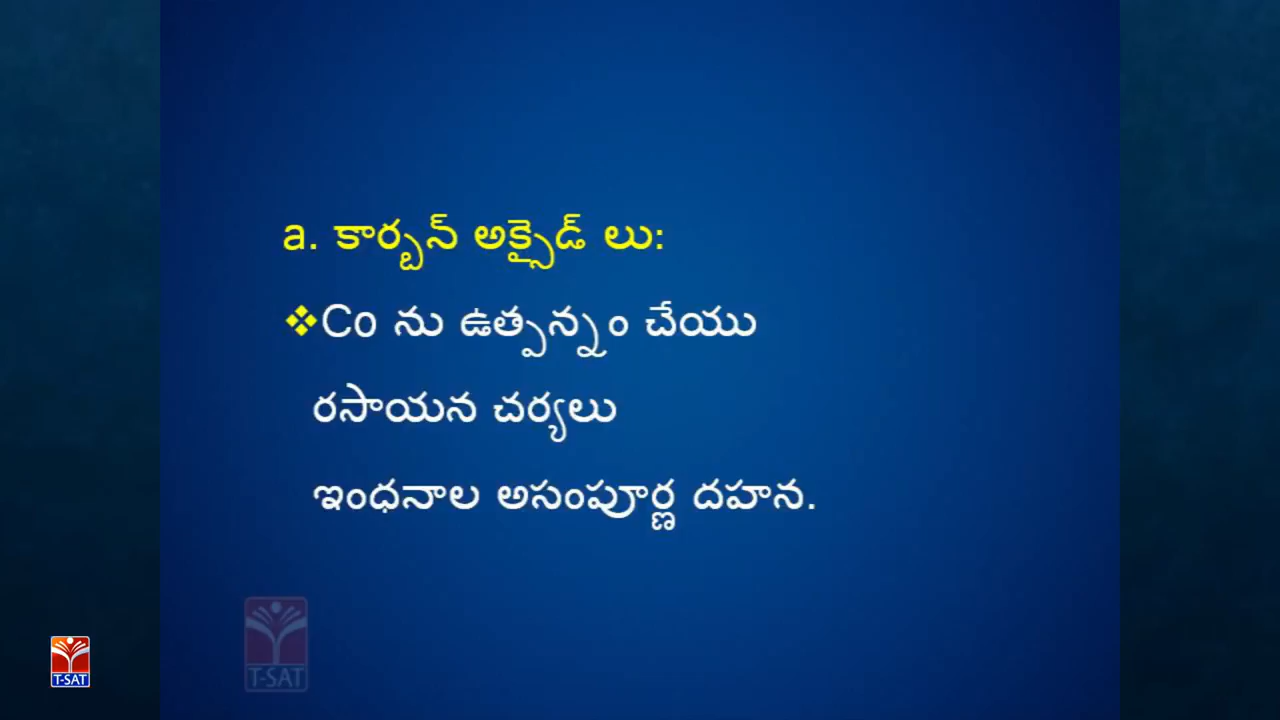 a. కార్బన్ అక్సైడ్ లు:
❖Co ను ఉత్పన్నం చేయు
రసాయన చర్యలు
ఇంధనాల అసంపూర్ణ దహన.
T-SAT
T-SAT